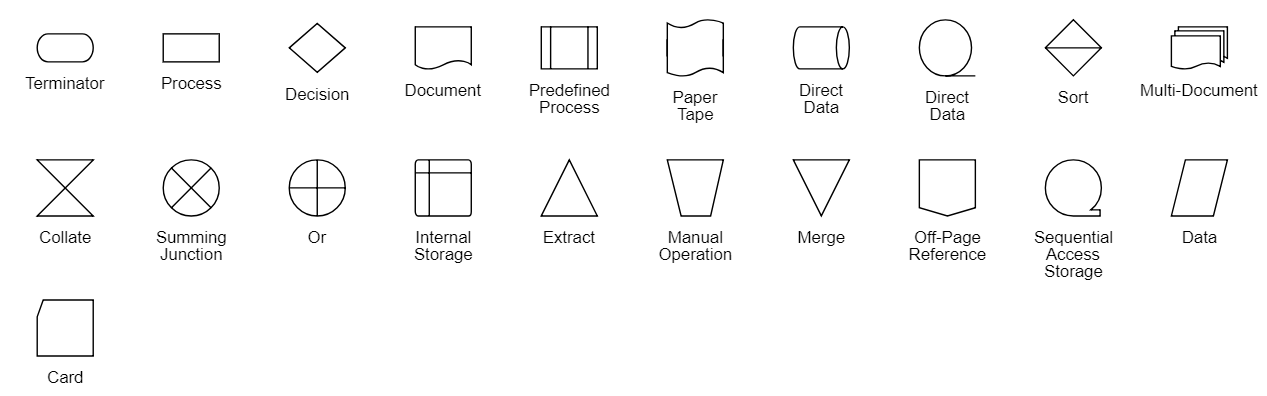 Terminator
Process
Decision
Document
Predefined
Process
Paper
Tape
Direct
Data
Direct
Data
Sort
Multi-Document
Collate
Summing
Junction
Or
Internal
Storage
Extract
Manual
Operation
Merge
Off-Page
Reference
Sequential
Access
Storage
Data
Card